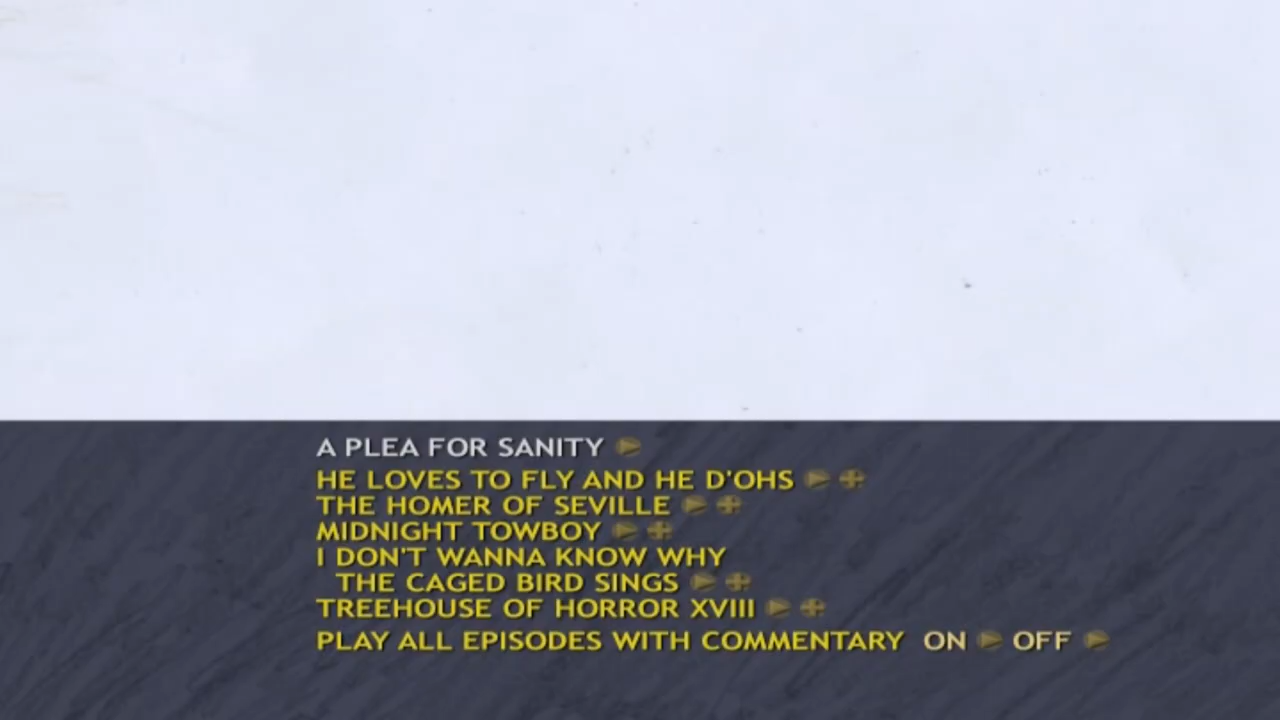 A PLEA FOR SANITY
HE LOVES TO FLY AND HE D'OHS
THE HOMER OF SEVILLE
MIDNIGHT TOWBOY
I DON'T WANNA KNOW WHY
THE CAGED BIRD SINGS
TREEHOUSE OF HORROR XVIII
PLAY ALL EPISODES WITH COMMENTARY ON OFF